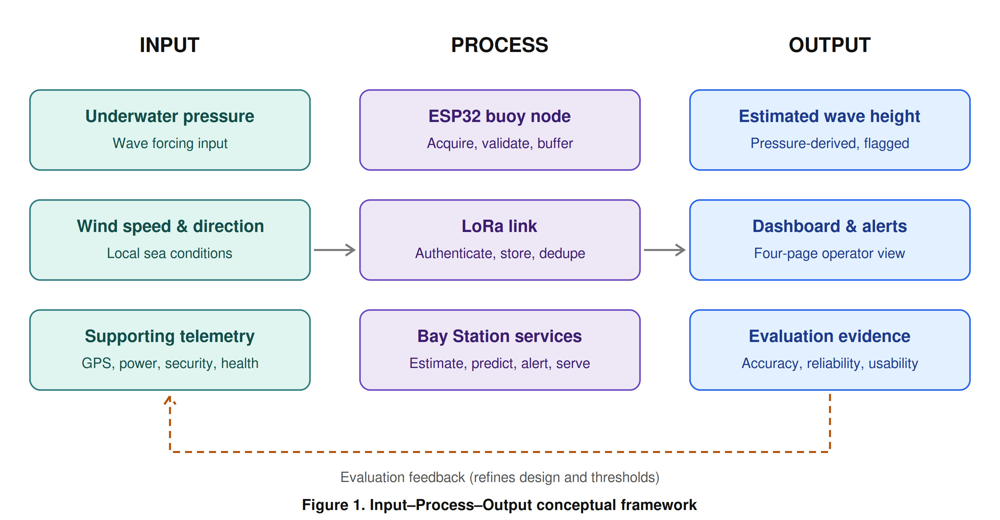 INPUT
PROCESS
OUTPUT
Underwater pressure
Wave forcing input
ESP32 buoy node
Acquire, validate, buffer
Estimated wave height
Pressure-derived, flagged
Wind speed & direction
Local sea conditions
LoRa link
Authenticate, store, dedupe
Dashboard & alerts
Four-page operator view
Supporting telemetry
GPS, power, security, health
Bay Station services
Estimate, predict, alert, serve
Evaluation evidence
Accuracy, reliability, usability
Evaluation feedback (refines design and thresholds)
Figure 1. Input–Process–Output conceptual framework